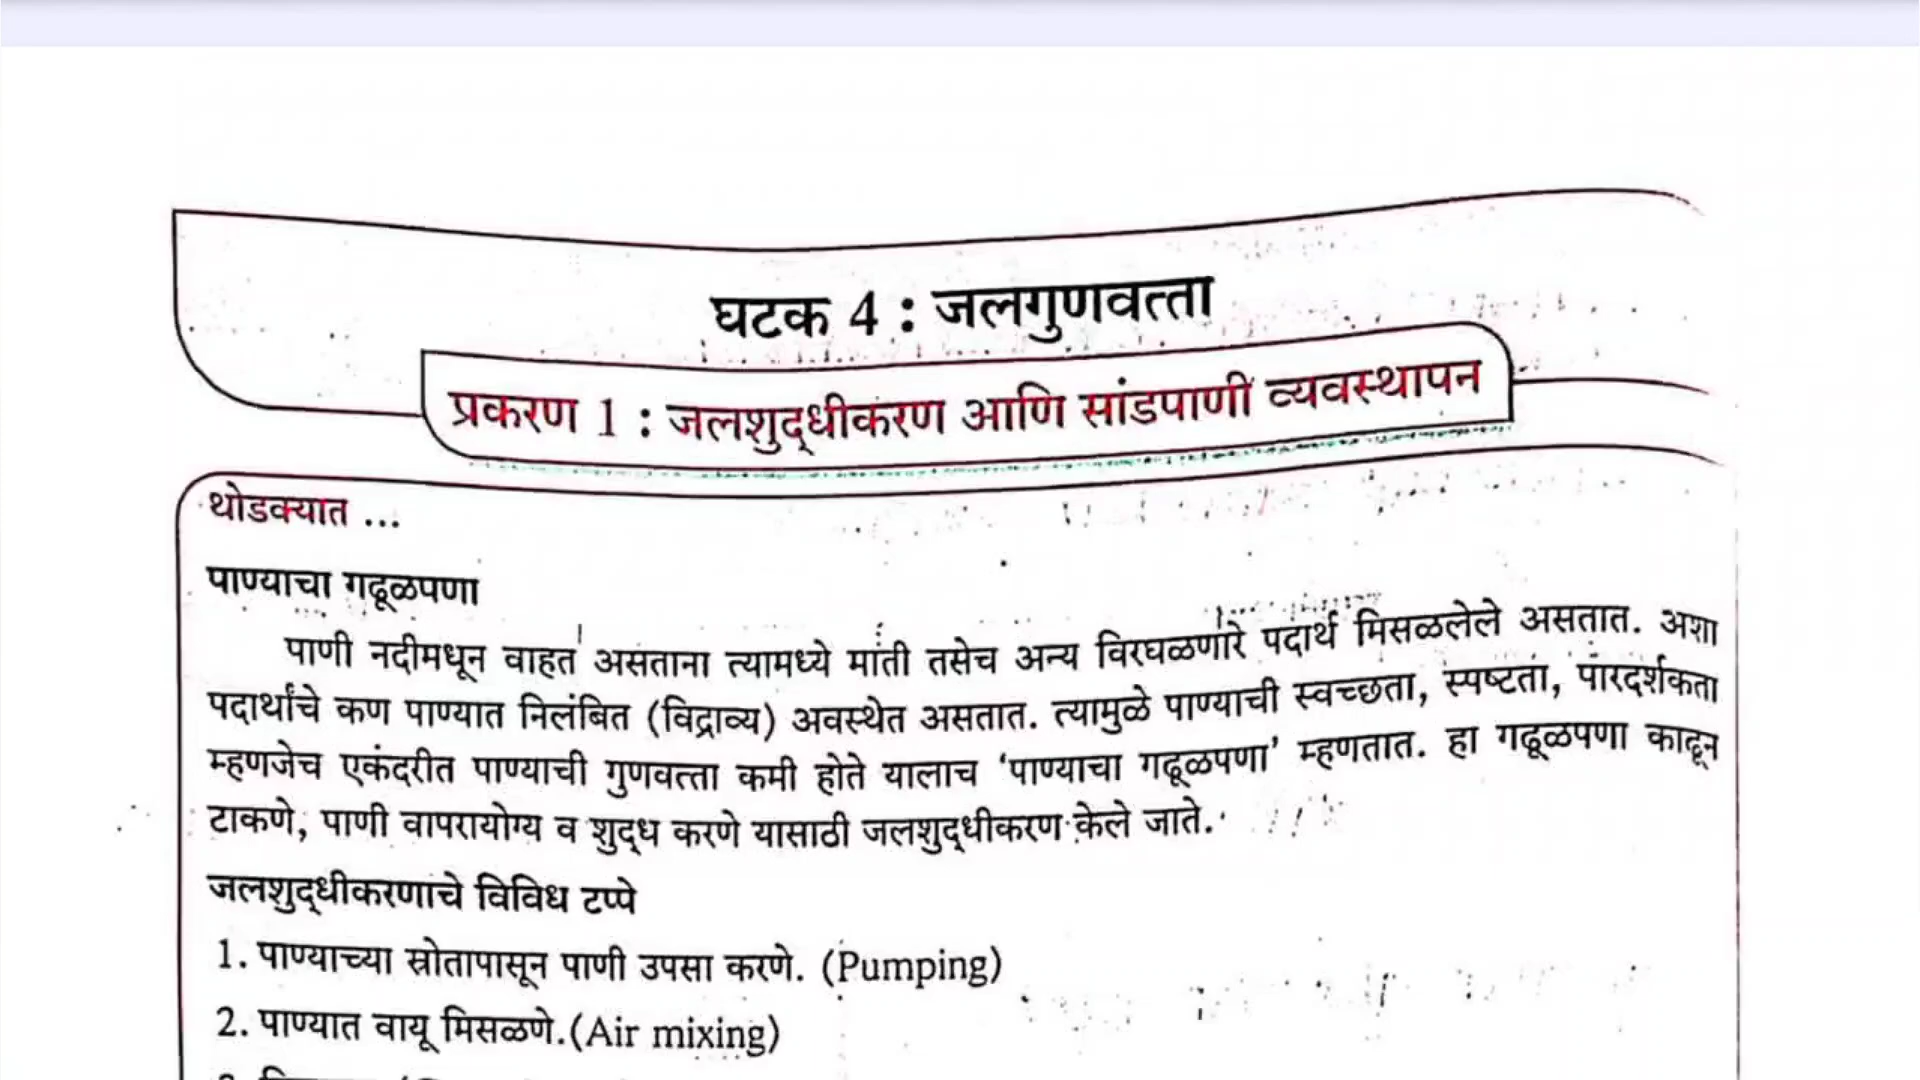 घटक 4 : जलगुणवत्ता
प्रकरण 1 : जलशुद्धीकरण आणि सांडपाणी व्यवस्थापन
थोडक्यात ...
पाण्याचा गढूळपणा
पाणी नदीमधून वाहत असताना त्यामध्ये माती तसेच अन्य विरघळणारे पदार्थ मिसळलेले असतात. अशा
पदार्थांचे कण पाण्यात निलंबित (विद्राव्य) अवस्थेत असतात. त्यामुळे पाण्याची स्वच्छता, स्पष्टता, पारदर्शकता
म्हणजेच एकंदरीत पाण्याची गुणवत्ता कमी होते यालाच ‘पाण्याचा गढूळपणा’ म्हणतात. हा गढूळपणा काढून
टाकणे, पाणी वापरायोग्य व शुद्ध करणे यासाठी जलशुद्धीकरण केले जाते.
जलशुद्धीकरणाचे विविध टप्पे
1. पाण्याच्या स्रोतापासून पाणी उपसा करणे. (Pumping)
2. पाण्यात वायू मिसळणे.(Air mixing)